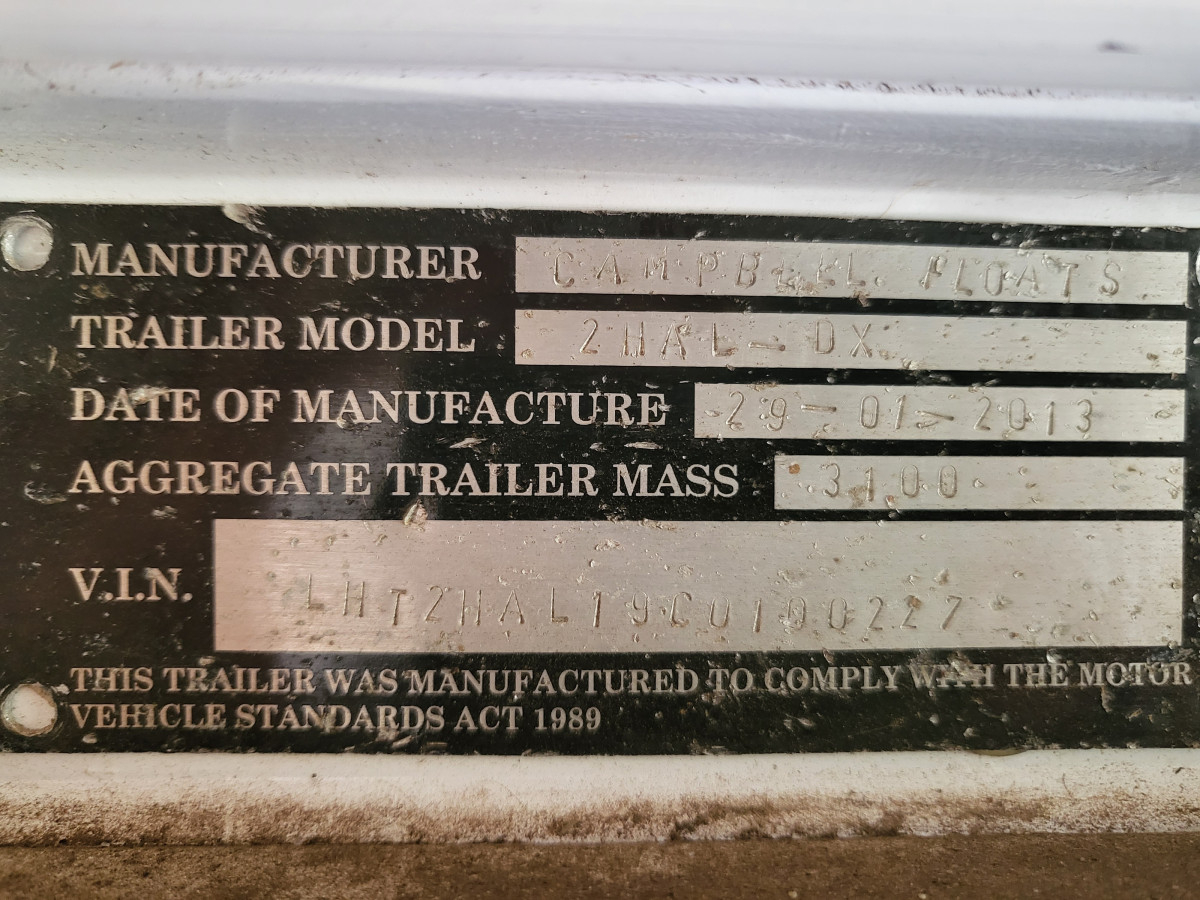 MANUFACTURER CAMPBELL FLOATS
TRAILER MODEL 2HAL-DX
DATE OF MANUFACTURE 29-01-2013
AGGREGATE TRAILER MASS 3100
V.I.N. LHT2HAL19C0100227
THIS TRAILER WAS MANUFACTURED TO COMPLY WITH THE MOTOR
VEHICLE STANDARDS ACT 1989